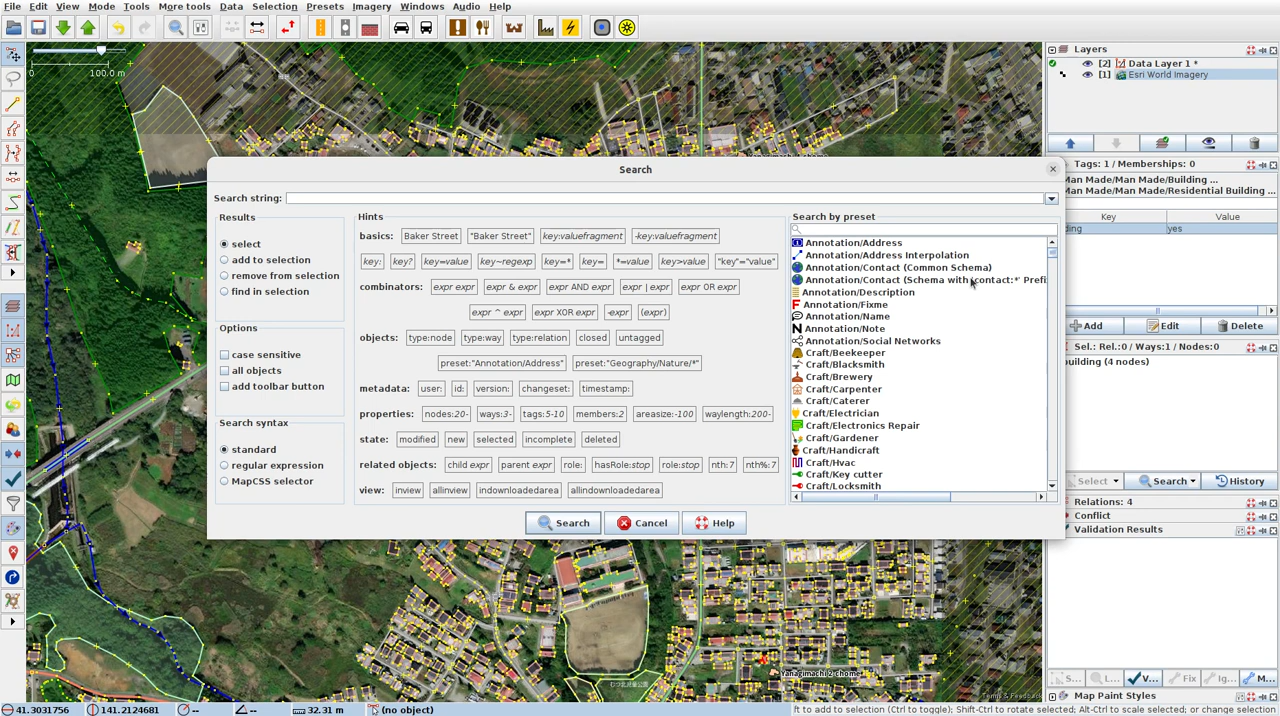 File Edit View Mode Tools More tools Data Selection Presets Imagery Windows Audio Help
0 100.0 m
Layers
[2] Data Layer 1 *
[1] Esri World Imagery
Tags: 1 / Memberships: 0
Man Made/Man Made/Building ...
Man Made/Man Made/Residential Building ...
Key Value
ding yes
Add Edit Delete
Sel.: Rel.:0 / Ways:1 / Nodes:0
building (4 nodes)
Select Search History
Relations: 4
Conflict
Validation Results
S... L... V... Fix Ig... M...
Map Paint Styles
Search
Search string:
Results
select
add to selection
remove from selection
find in selection
Options
case sensitive
all objects
add toolbar button
Search syntax
standard
regular expression
MapCSS selector
Hints
basics: Baker Street "Baker Street" key:valuefragment -key:valuefragment
key: key? key=value key~regexp key=* key= *=value key>value "key"="value"
combinators: expr expr expr & expr expr AND expr expr | expr expr OR expr
expr ^ expr expr XOR expr -expr (expr)
objects: type:node type:way type:relation closed untagged
preset:"Annotation/Address" preset:"Geography/Nature/*"
metadata: user: id: version: changeset: timestamp:
properties: nodes:20- ways:3- tags:5-10 members:2 areasize:-100 waylength:200-
state: modified new selected incomplete deleted
related objects: child expr parent expr role: hasRole:stop role:stop nth:7 nth%:7
view: inview allinview indownloadedarea allindownloadedarea
Search by preset
Annotation/Address
Annotation/Address Interpolation
Annotation/Contact (Common Schema)
Annotation/Contact (Schema with 'contact:*' Prefi
Annotation/Description
Annotation/Fixme
Annotation/Name
Annotation/Note
Annotation/Social Networks
Craft/Beekeeper
Craft/Blacksmith
Craft/Brewery
Craft/Carpenter
Craft/Caterer
Craft/Electrician
Craft/Electronics Repair
Craft/Gardener
Craft/Handicraft
Craft/Hvac
Craft/Key cutter
Craft/Locksmith
Search Cancel Help
Yanagimachi 2 chome
Terms & Feedback
41.3031756 141.2124681 -- -- 32.31 m (no object) ft to add to selection (Ctrl to toggle); Shift-Ctrl to rotate selected; Alt-Ctrl to scale selected; or change selection